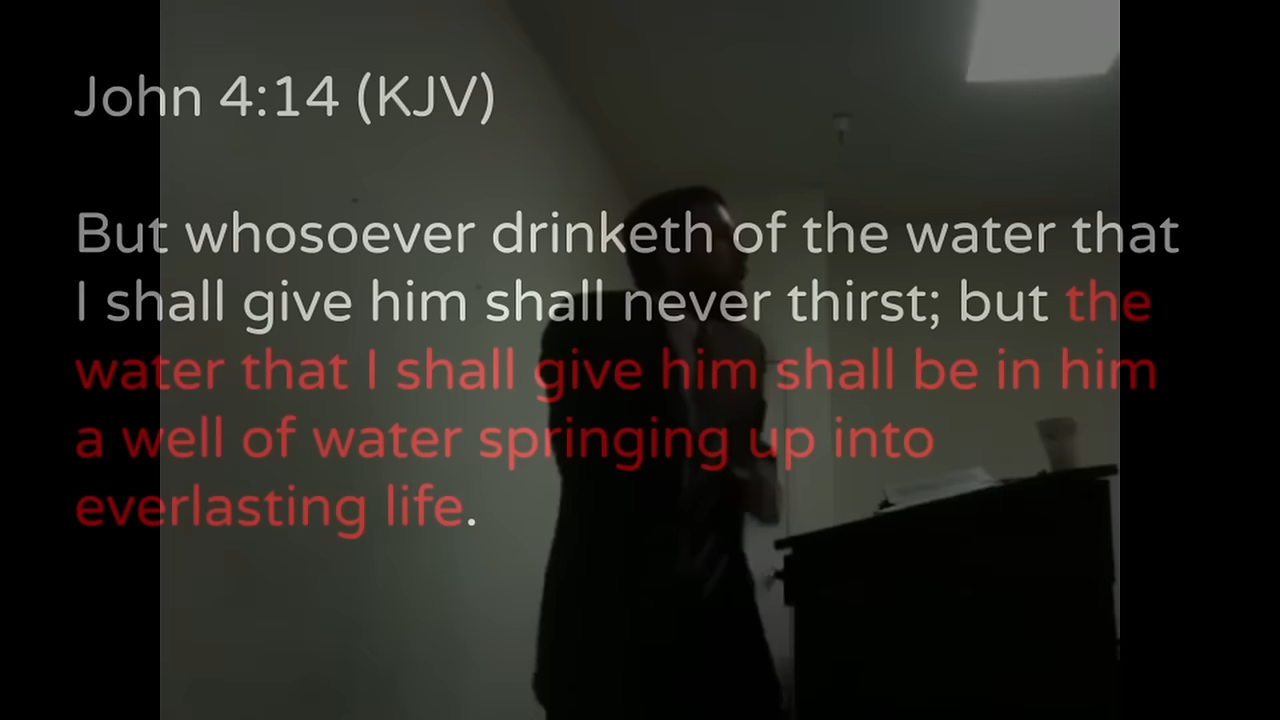 John 4:14 (KJV)
But whosoever drinketh of the water that
I shall give him shall never thirst; but the
water that I shall give him shall be in him
a well of water springing up into
everlasting life.